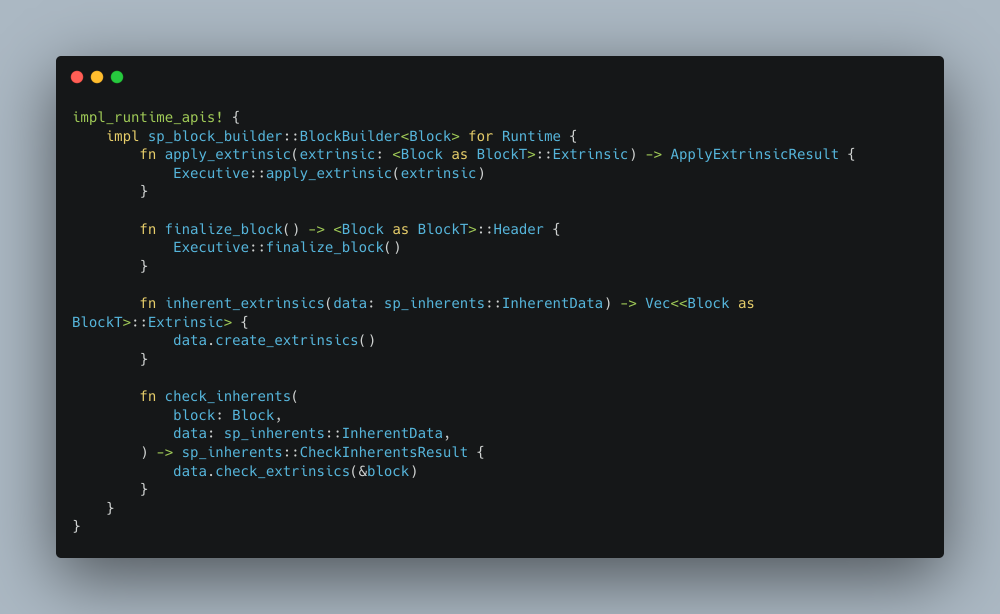 impl_runtime_apis! {
    impl sp_block_builder::BlockBuilder<Block> for Runtime {
        fn apply_extrinsic(extrinsic: <Block as BlockT>::Extrinsic) -> ApplyExtrinsicResult {
            Executive::apply_extrinsic(extrinsic)
        }

        fn finalize_block() -> <Block as BlockT>::Header {
            Executive::finalize_block()
        }

        fn inherent_extrinsics(data: sp_inherents::InherentData) -> Vec<<Block as
BlockT>::Extrinsic> {
            data.create_extrinsics()
        }

        fn check_inherents(
            block: Block,
            data: sp_inherents::InherentData,
        ) -> sp_inherents::CheckInherentsResult {
            data.check_extrinsics(&block)
        }
    }
}